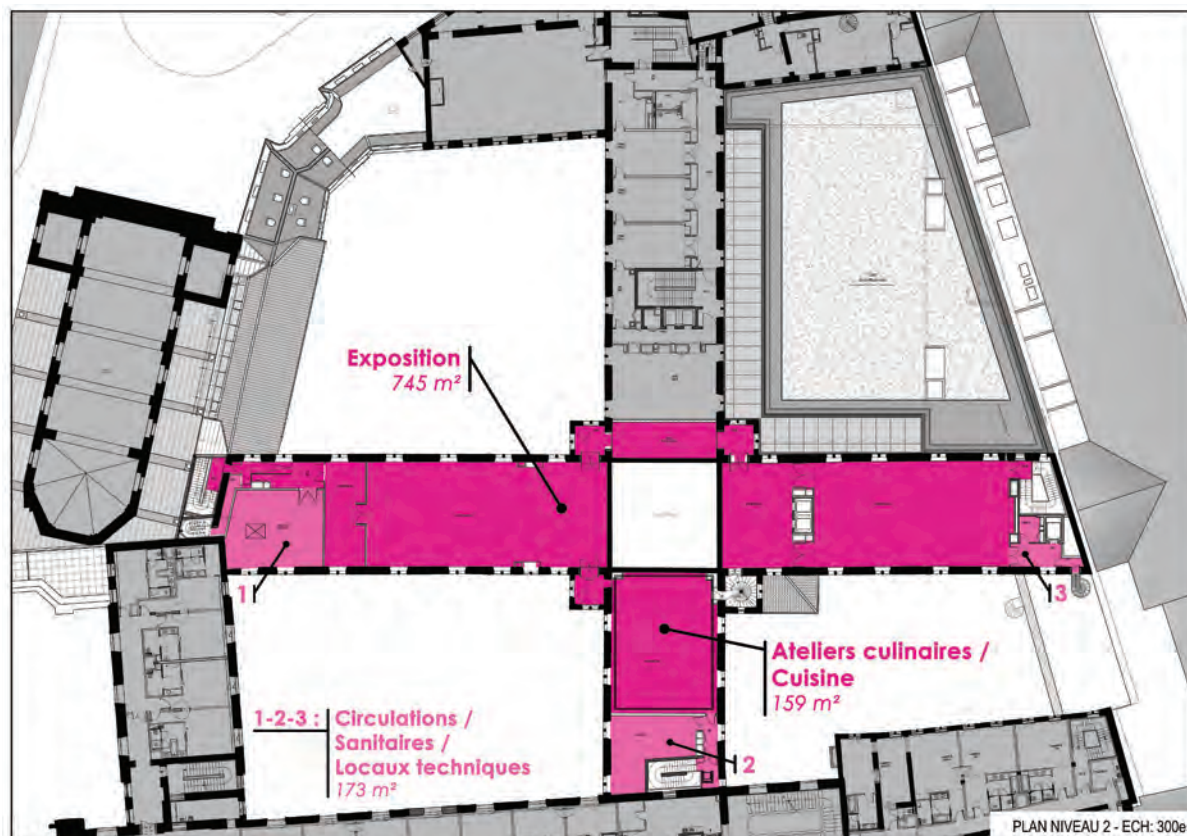 Exposition
745 m²
1
3
Ateliers culinaires /
Cuisine
159 m²
1-2-3 : Circulations /
Sanitaires /
Locaux techniques
173 m²
2
PLAN NIVEAU 2 - ECH: 300e